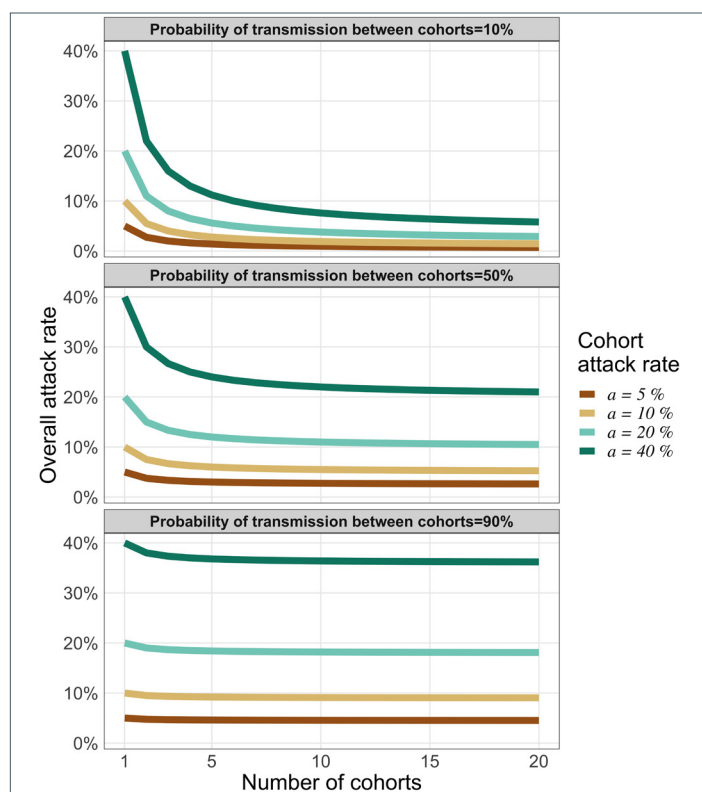 Probability of transmission between cohorts=10%
40%
30%
20%
10%
0%
Probability of transmission between cohorts=50%
40%
30%
20%
10%
0%
Probability of transmission between cohorts=90%
40%
30%
20%
10%
0%
Overall attack rate
1 5 10 15 20
Number of cohorts
Cohort
attack rate
a = 5 %
a = 10 %
a = 20 %
a = 40 %